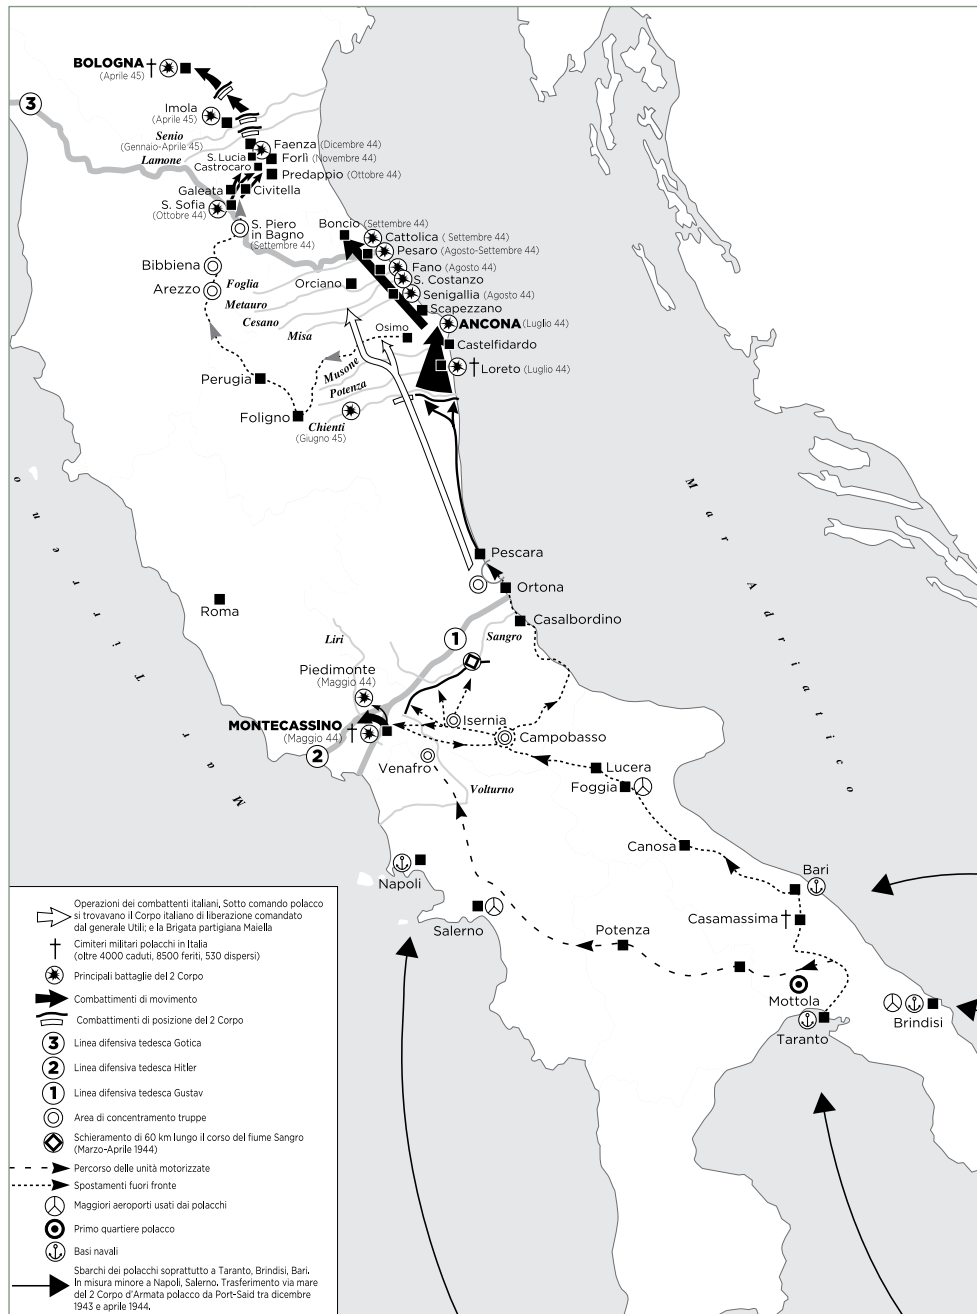 BOLOGNA
(Aprile 45)
3
Imola
(Aprile 45)
Senio
(Gennaio-Aprile 45)
Lamone
Faenza (Dicembre 44)
S. Lucia
Forlì (Novembre 44)
Castrocaro
Predappio (Ottobre 44)
Galeata
Civitella
S. Sofia
(Ottobre 44)
S. Piero
in Bagno
(Settembre 44)
Boncio (Settembre 44)
Cattolica ( Settembre 44)
Pesaro (Agosto-Settembre 44)
Bibbiena
Fano (Agosto 44)
S. Costanzo
Arezzo
Foglia
Orciano
Senigallia (Agosto 44)
Metauro
Scapezzano
Cesano
ANCONA (Luglio 44)
Misa
Osimo
Castelfidardo
Musone
Loreto (Luglio 44)
Perugia
Potenza
Foligno
Chienti
(Giugno 45)
Mar Adriatico
Mar Tirreno
Pescara
Ortona
Roma
Casalbordino
1
Sangro
Liri
Piedimonte
(Maggio 44)
MONTECASSINO
(Maggio 44)
Isernia
Campobasso
2
Venafro
Lucera
Foggia
Volturno
Canosa
Napoli
Bari
Casamassima
Salerno
Potenza
Mottola
Taranto
Brindisi
Operazioni dei combattenti italiani, Sotto comando polacco
si trovavano il Corpo italiano di liberazione comandato
dal generale Utili; e la Brigata partigiana Maiella
Cimiteri militari polacchi in Italia
(oltre 4000 caduti, 8500 feriti, 530 dispersi)
Principali battaglie del 2 Corpo
Combattimenti di movimento
Combattimenti di posizione del 2 Corpo
3 Linea difensiva tedesca Gotica
2 Linea difensiva tedesca Hitler
1 Linea difensiva tedesca Gustav
Area di concentramento truppe
Schieramento di 60 km lungo il corso del fiume Sangro
(Marzo-Aprile 1944)
Percorso delle unità motorizzate
Spostamenti fuori fronte
Maggiori aeroporti usati dai polacchi
Primo quartiere polacco
Basi navali
Sbarchi dei polacchi soprattutto a Taranto, Brindisi, Bari.
In misura minore a Napoli, Salerno. Trasferimento via mare
del 2 Corpo d'Armata polacco da Port-Said tra dicembre
1943 e aprile 1944.